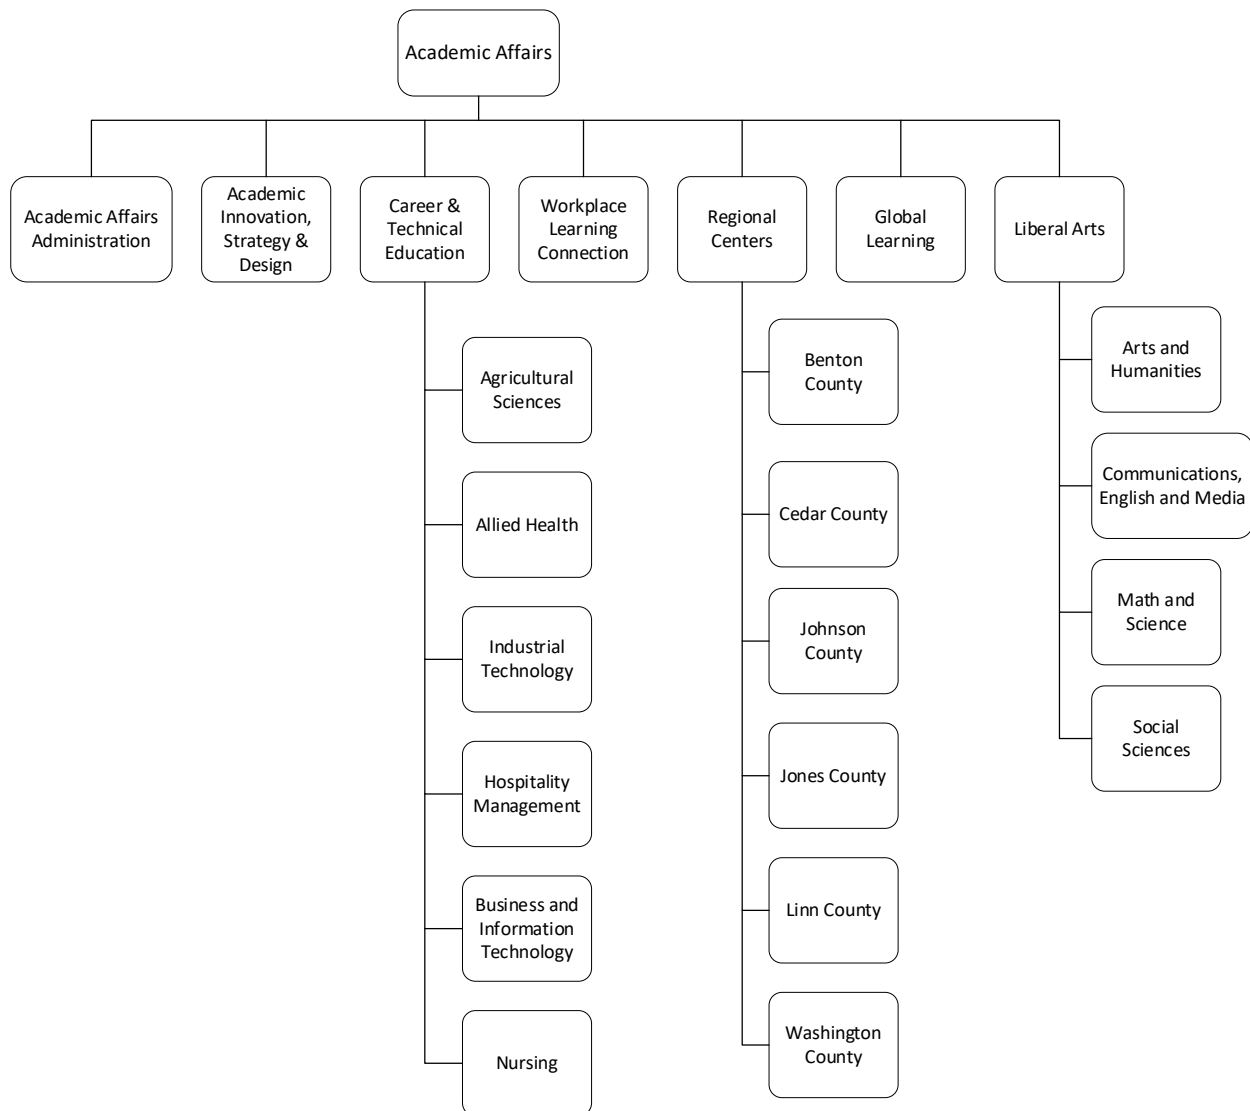 Academic Affairs
Academic Affairs
Administration
Academic
Innovation,
Strategy &
Design
Career &
Technical
Education
Workplace
Learning
Connection
Regional
Centers
Global
Learning
Liberal Arts
Agricultural
Sciences
Allied Health
Industrial
Technology
Hospitality
Management
Business and
Information
Technology
Nursing
Benton
County
Cedar County
Johnson
County
Jones County
Linn County
Washington
County
Arts and
Humanities
Communications,
English and Media
Math and
Science
Social
Sciences